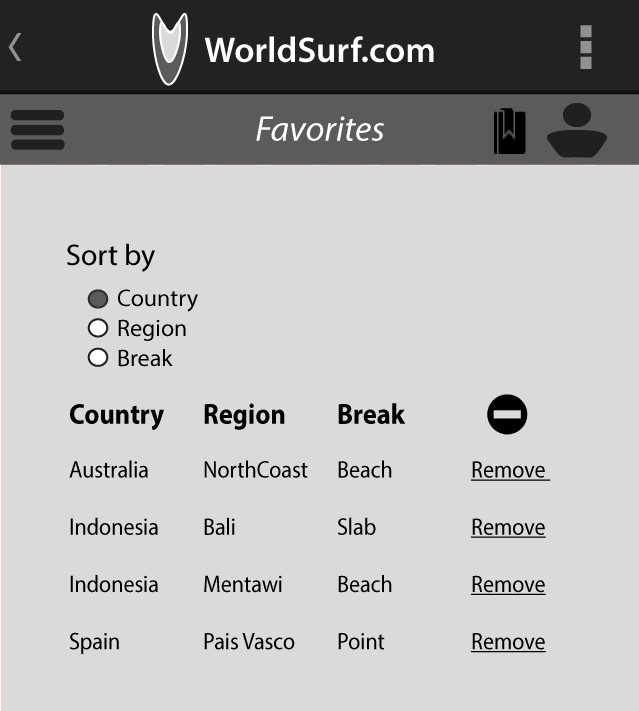 WorldSurf.com
Favorites
Sort by
Country
Region
Break
Country Region Break
Australia NorthCoast Beach Remove
Indonesia Bali Slab Remove
Indonesia Mentawi Beach Remove
Spain Pais Vasco Point Remove